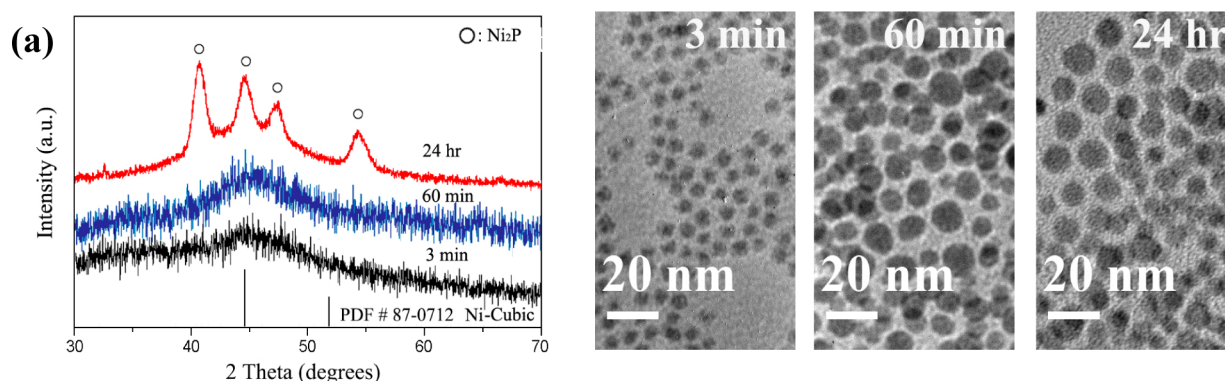 (a)
○: Ni2P
24 hr
60 min
3 min
PDF # 87-0712 Ni-Cubic
30 40 50 60 70
2 Theta (degrees)
Intensity (a.u.)
3 min
20 nm
60 min
20 nm
24 hr
20 nm